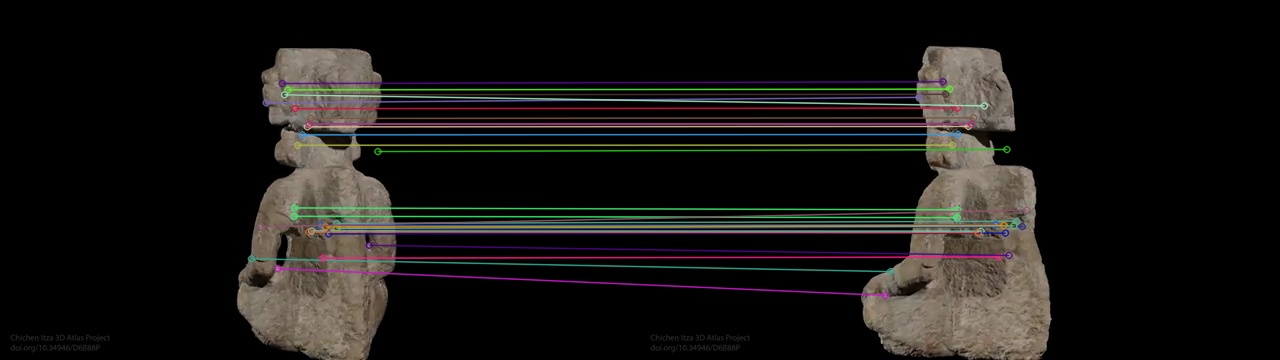 Chichen Itza 3D Atlas Project
doi.org/10.34946/D6B88P
Chichen Itza 3D Atlas Project
doi.org/10.34946/D6B88P